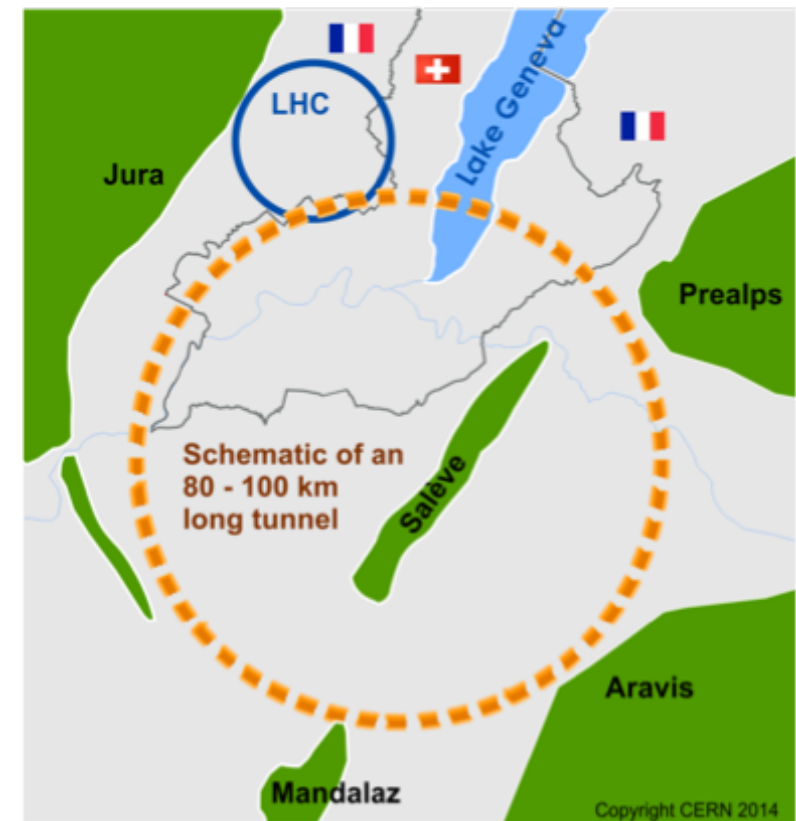 LHC
Lake Geneva
Jura
Prealps
Schematic of an
80 - 100 km
long tunnel
Salève
Aravis
Mandalaz
Copyright CERN 2014